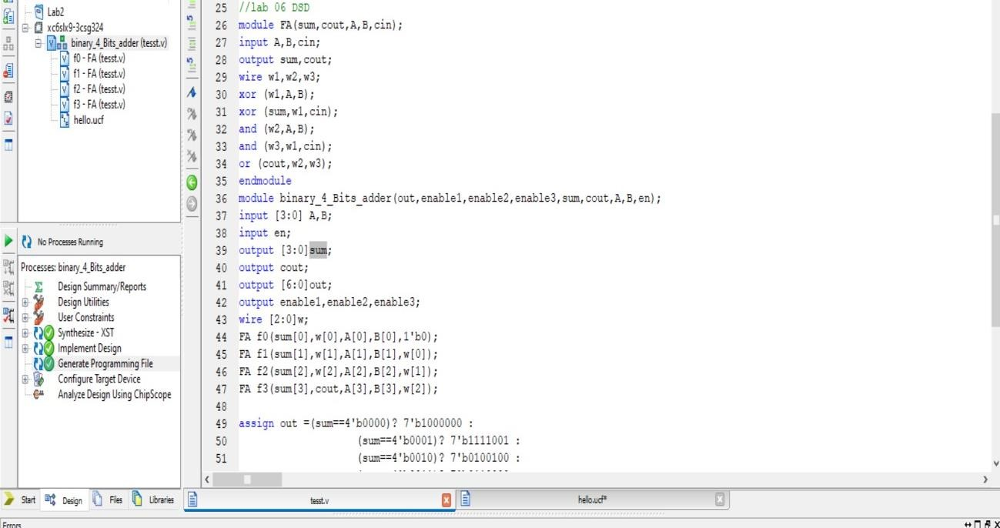 Lab2
xc6slx9-3csg324
binary_4_Bits_adder (tesst.v)
f0 - FA (tesst.v)
f1 - FA (tesst.v)
f2 - FA (tesst.v)
f3 - FA (tesst.v)
hello.ucf
No Processes Running
Processes: binary_4_Bits_adder
Design Summary/Reports
Design Utilities
User Constraints
Synthesize - XST
Implement Design
Generate Programming File
Configure Target Device
Analyze Design Using ChipScope
Start Design Files Libraries
25 //lab 06 DSD
26 module FA(sum,cout,A,B,cin);
27 input A,B,cin;
28 output sum,cout;
29 wire w1,w2,w3;
30 xor (w1,A,B);
31 xor (sum,w1,cin);
32 and (w2,A,B);
33 and (w3,w1,cin);
34 or (cout,w2,w3);
35 endmodule
36 module binary_4_Bits_adder(out,enable1,enable2,enable3,sum,cout,A,B,en);
37 input [3:0] A,B;
38 input en;
39 output [3:0]sum;
40 output cout;
41 output [6:0]out;
42 output enable1,enable2,enable3;
43 wire [2:0]w;
44 FA f0(sum[0],w[0],A[0],B[0],1'b0);
45 FA f1(sum[1],w[1],A[1],B[1],w[0]);
46 FA f2(sum[2],w[2],A[2],B[2],w[1]);
47 FA f3(sum[3],cout,A[3],B[3],w[2]);
48
49 assign out =(sum==4'b0000)? 7'b1000000 :
50 (sum==4'b0001)? 7'b1111001 :
51 (sum==4'b0010)? 7'b0100100 :
tesst.v
hello.ucf*
Errors